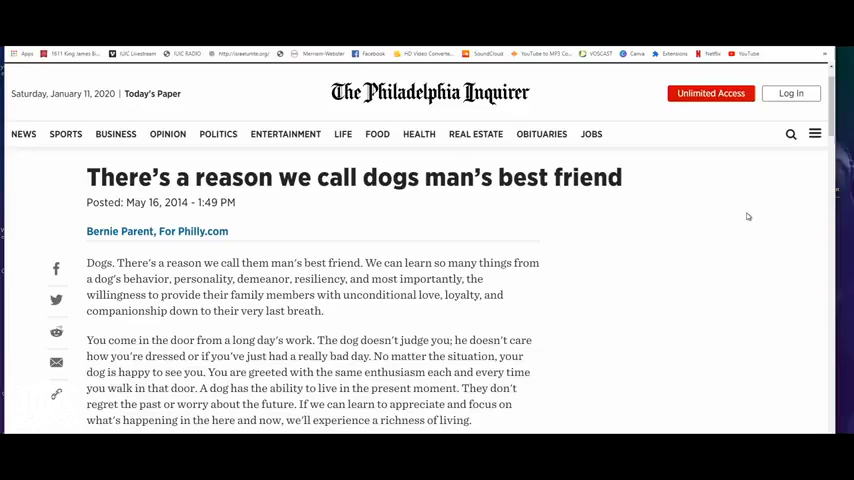 Apps 1611 King James Bi... IUIC Livestream IUIC RADIO http://israelunite.org/ Merriam-Webster Facebook HD Video Converte... SoundCloud YouTube to MP3 Co... VOSCAST Canva Extensions Netflix YouTube »
Saturday, January 11, 2020 | Today's Paper
The Philadelphia Inquirer
Unlimited Access
Log In
NEWS SPORTS BUSINESS OPINION POLITICS ENTERTAINMENT LIFE FOOD HEALTH REAL ESTATE OBITUARIES JOBS
There's a reason we call dogs man's best friend
Posted: May 16, 2014 - 1:49 PM
Bernie Parent, For Philly.com
Dogs. There's a reason we call them man's best friend. We can learn so many things from
a dog's behavior, personality, demeanor, resiliency, and most importantly, the
willingness to provide their family members with unconditional love, loyalty, and
companionship down to their very last breath.
You come in the door from a long day's work. The dog doesn't judge you; he doesn't care
how you're dressed or if you've just had a really bad day. No matter the situation, your
dog is happy to see you. You are greeted with the same enthusiasm each and every time
you walk in that door. A dog has the ability to live in the present moment. They don't
regret the past or worry about the future. If we can learn to appreciate and focus on
what's happening in the here and now, we'll experience a richness of living.